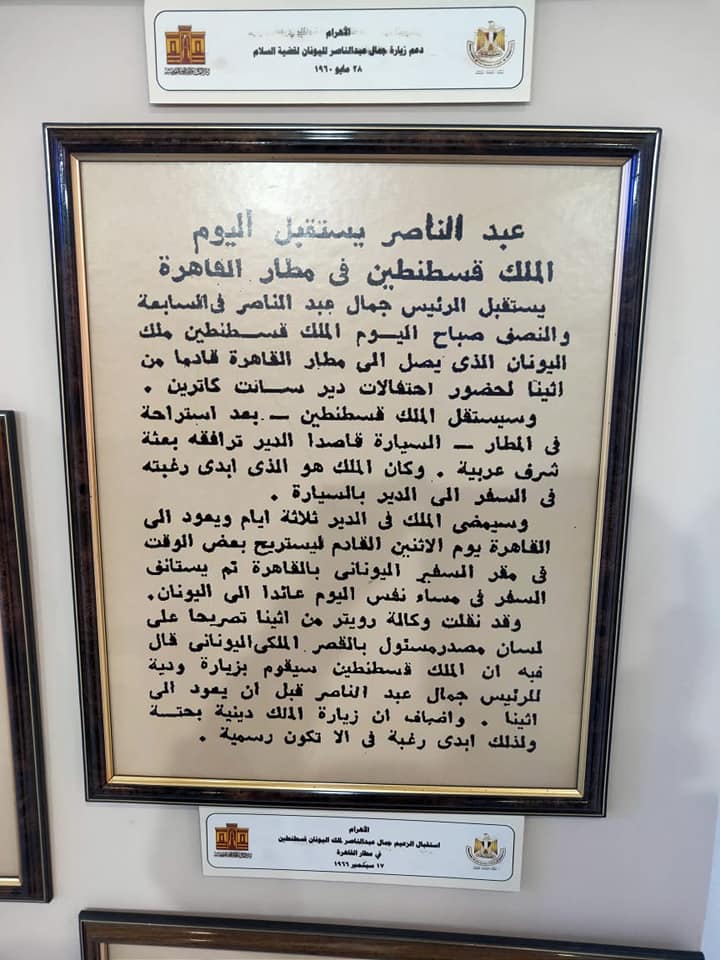 الأهرام
دعم زيارة جمال عبدالناصر لليونان لقضية السلام
٢٨ مايو ١٩٦٠
عبد الناصر يستقبل اليوم
الملك قسطنطين فى مطار القاهرة
يستقبل الرئيس جمال عبد الناصر فى السابعة
والنصف صباح اليـوم الملك قسـطنطين ملك
اليونان الذى يصل الى مطار القاهرة قادما من
اثينا لحضور احتفالات دير سـانت كاترين .
وسيستقل الملك قسطنطين ــ بعد استراحة
فى المطار ــ السيارة قاصدا الدير ترافقه بعثة
شرف عربية . وكان الملك هو الذى ابدى رغبته
فى السفر الى الدير بالسيارة .
وسيمضى الملك فى الدير ثلاثة ايام ويعود الى
القاهرة يوم الاثنين القادم ليستريح بعض الوقت
فى مقر السفير اليونانى بالقاهرة ثم يستانف
السفر فى مساء نفس اليوم عائدا الى اليونان.
وقد نقلت وكالة رويتر من اثينا تصريحا على
لسان مصدر مسئول بالقصر الملكى اليونانى قال
فيه ان الملك قسطنطين سيقوم بزيارة ودية
للرئيس جمال عبد الناصر قبل أن يعود الى
اثينا . واضاف ان زيارة الملك دينية بحتـة
ولذلك ابدى رغبة فى الا تكون رسمية .
الأهرام
استقبال الزعيم جمال عبدالناصر لملك اليونان قسطنطين
في مطار القاهرة
١٧ سبتمبر ١٩٦٦